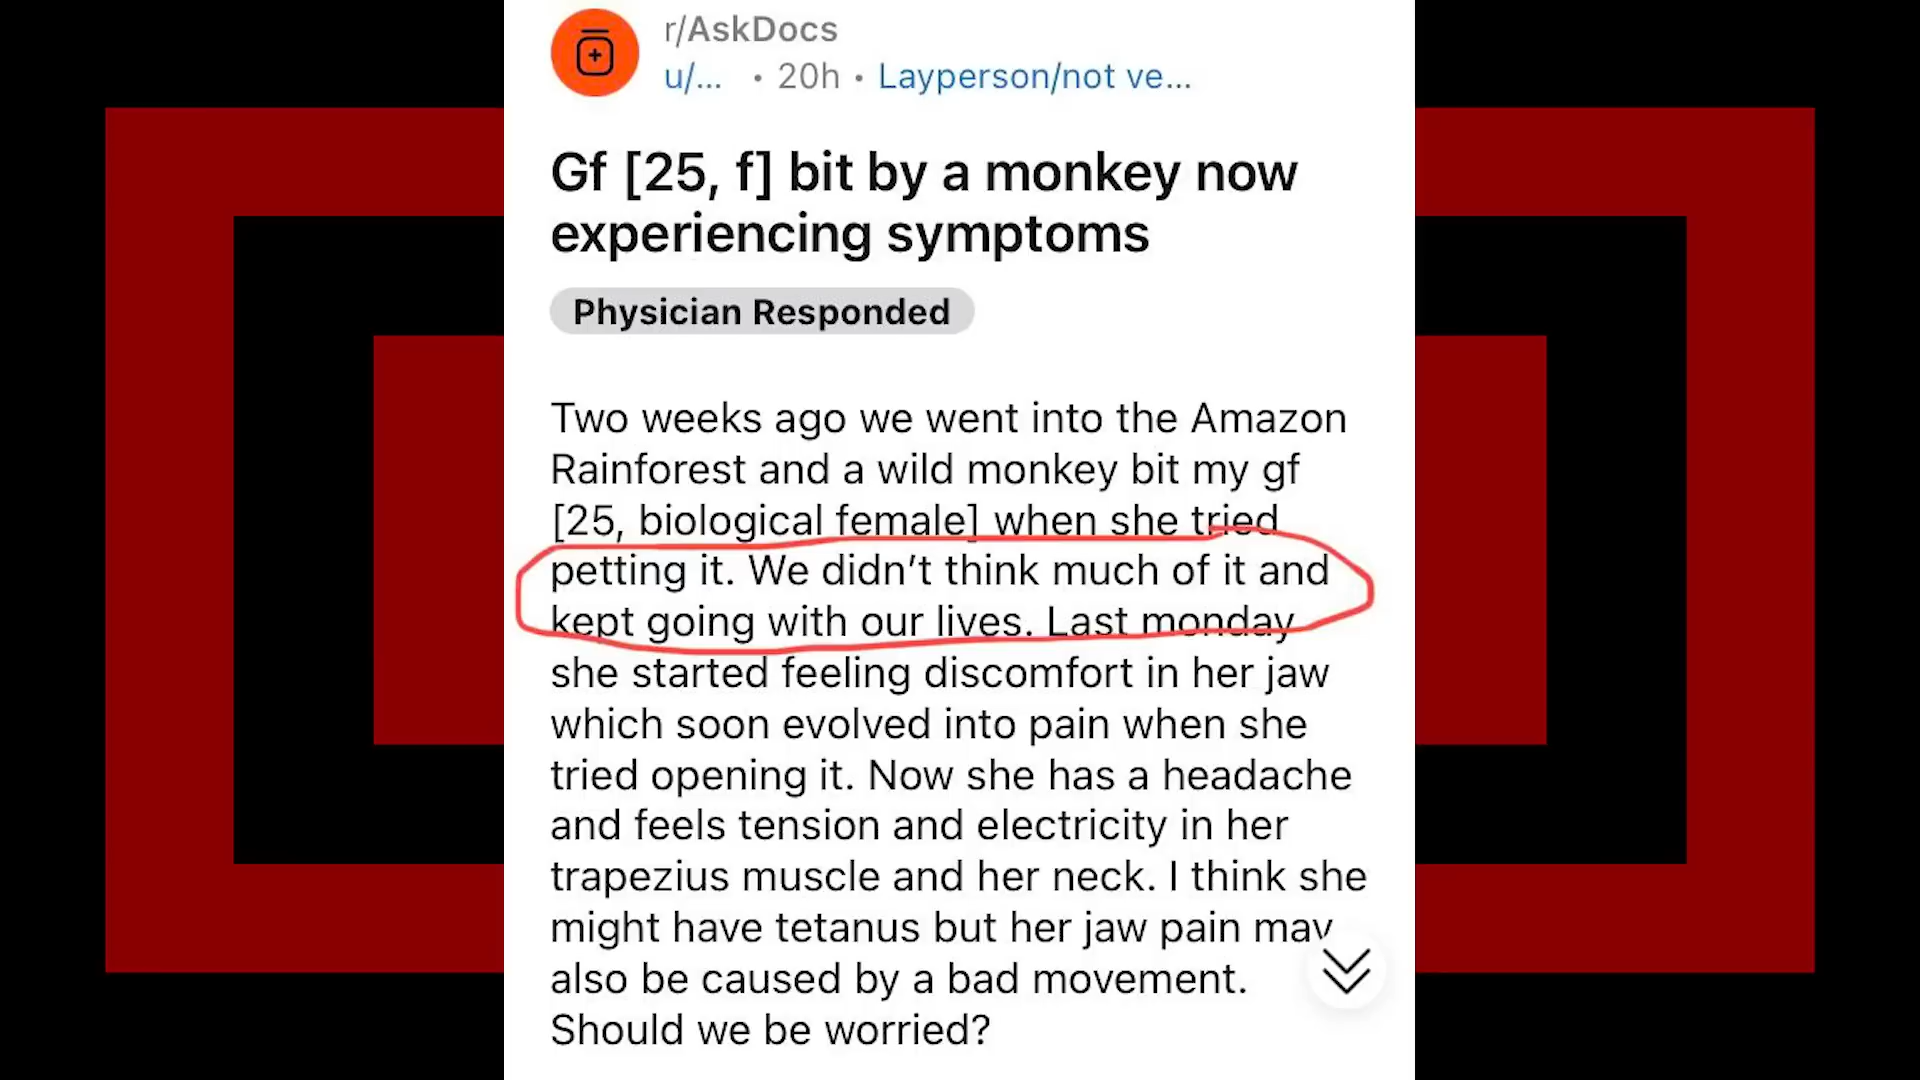 r/AskDocs
u/... • 20h • Layperson/not ve...
Gf [25, f] bit by a monkey now
experiencing symptoms
Physician Responded
Two weeks ago we went into the Amazon
Rainforest and a wild monkey bit my gf
[25, biological female] when she tried
petting it. We didn’t think much of it and
kept going with our lives. Last monday
she started feeling discomfort in her jaw
which soon evolved into pain when she
tried opening it. Now she has a headache
and feels tension and electricity in her
trapezius muscle and her neck. I think she
might have tetanus but her jaw pain may
also be caused by a bad movement.
Should we be worried?